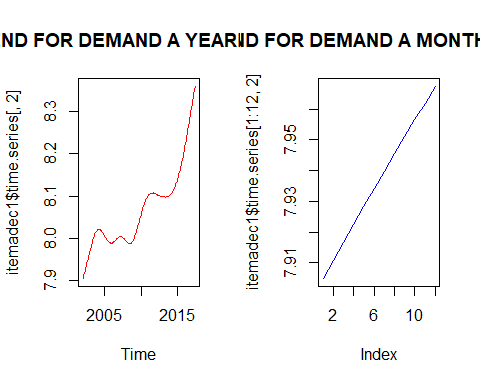 ND FOR DEMAND A YEAR
itemadec1$time.series[, 2]
8.3
8.2
8.1
8.0
7.9
2005 2015
Time
D FOR DEMAND A MONTH
itemadec1$time.series[1:12, 2]
7.95
7.93
7.91
2 6 10
Index